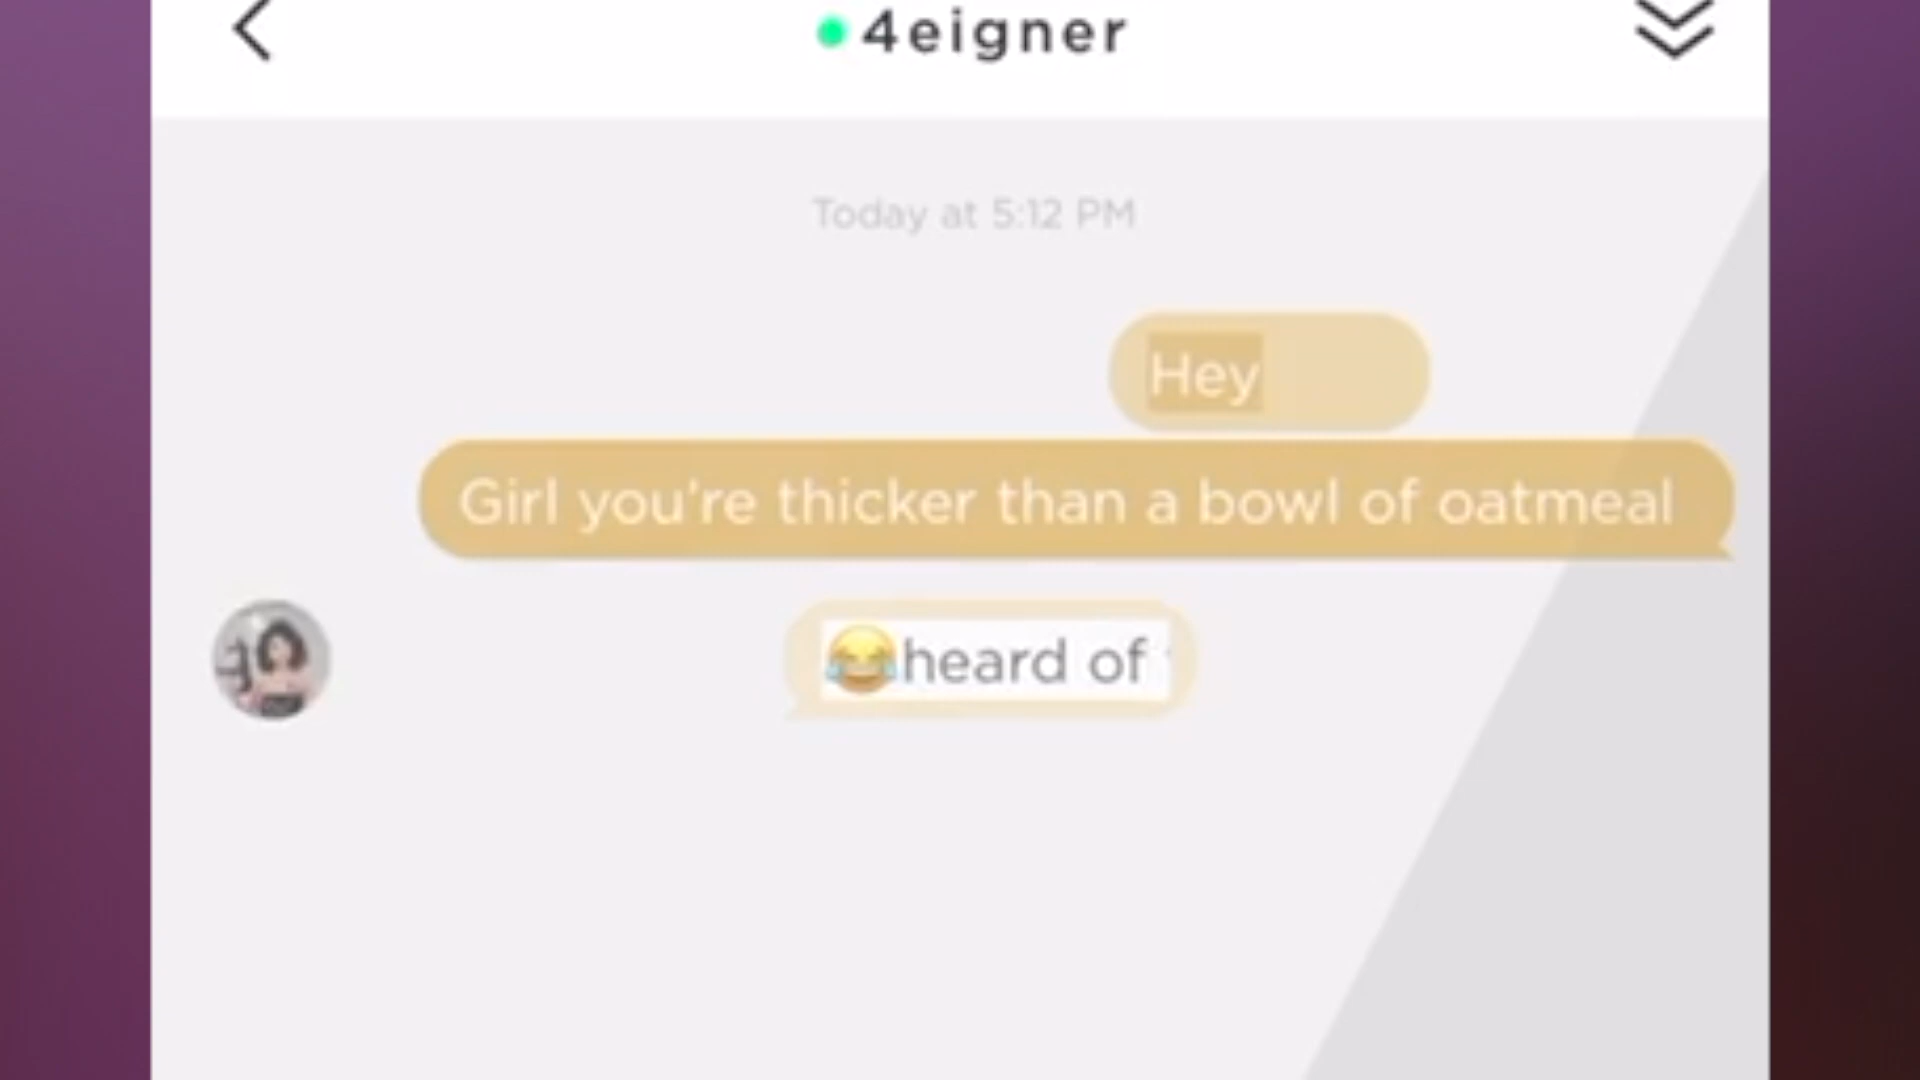 4eigner
Today at 5:12 PM
Hey
Girl you're thicker than a bowl of oatmeal
😂heard of